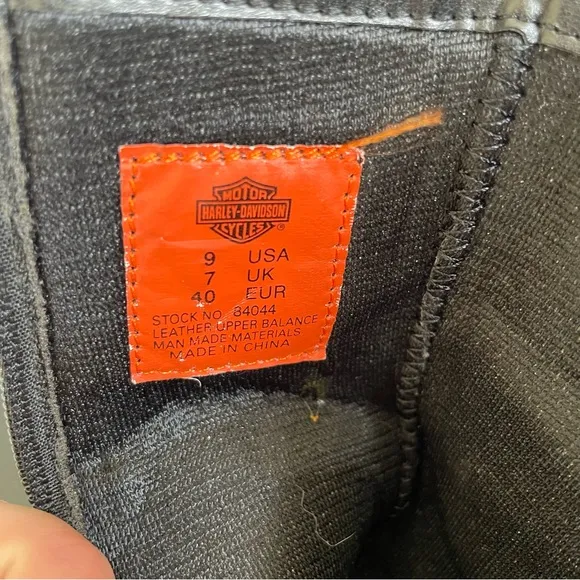 MOTOR
HARLEY-DAVIDSON
CYCLES
®
9 USA
7 UK
40 EUR
STOCK NO. 84044
LEATHER UPPER BALANCE
MAN MADE MATERIALS
MADE IN CHINA